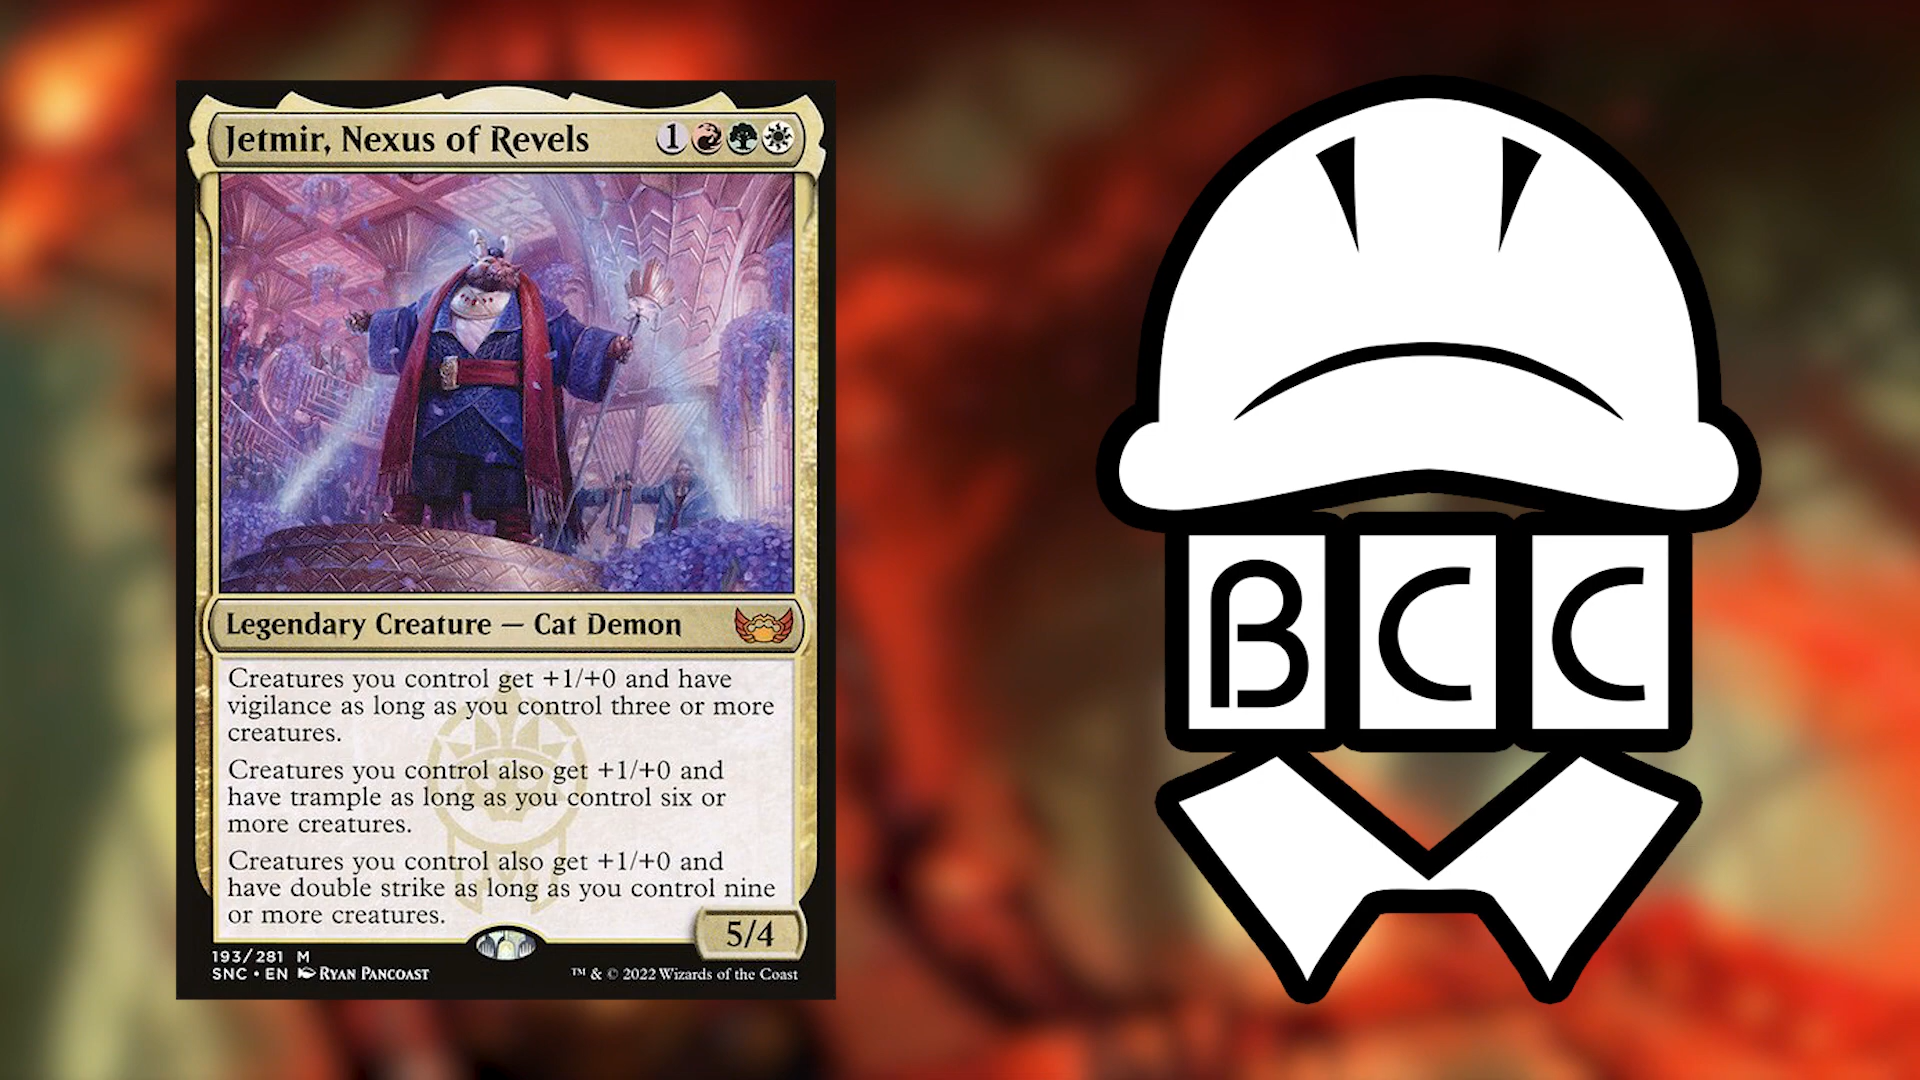 Jetmir, Nexus of Revels 1
Legendary Creature — Cat Demon
Creatures you control get +1/+0 and have
vigilance as long as you control three or more
creatures.
Creatures you control also get +1/+0 and
have trample as long as you control six or
more creatures.
Creatures you control also get +1/+0 and
have double strike as long as you control nine
or more creatures.
5/4
193/281 M
SNC • EN Ryan Pancoast
™ & © 2022 Wizards of the Coast
BCC